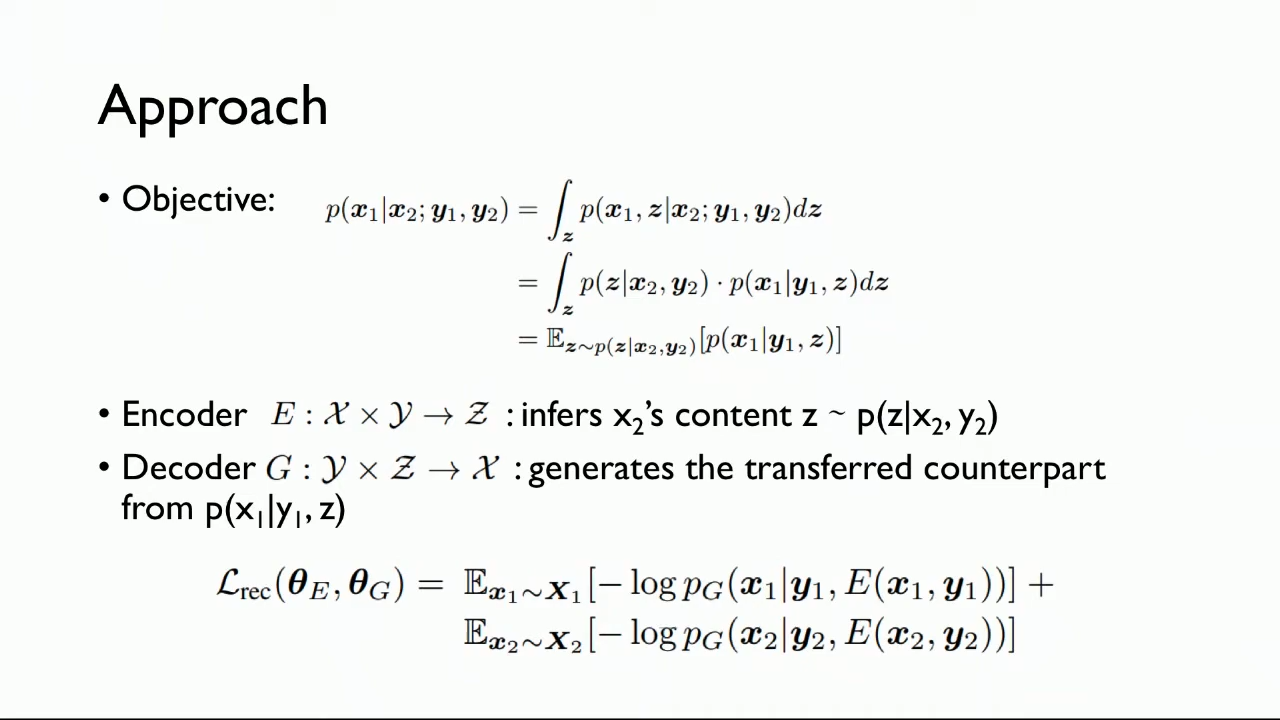 Approach
• Objective: p(x₁|x₂; y₁, y₂) = ∫_z p(x₁, z|x₂; y₁, y₂)dz
= ∫_z p(z|x₂, y₂) · p(x₁|y₁, z)dz
= 𝔼_{z∼p(z|x₂,y₂)}[p(x₁|y₁, z)]
• Encoder E : 𝒳 × 𝒴 → 𝒵 : infers x₂’s content z ~ p(z|x₂, y₂)
• Decoder G : 𝒴 × 𝒵 → 𝒳 : generates the transferred counterpart
from p(x₁|y₁, z)
ℒ_rec(θ_E, θ_G) = 𝔼_{x₁∼X₁}[− log p_G(x₁|y₁, E(x₁, y₁))] +
𝔼_{x₂∼X₂}[− log p_G(x₂|y₂, E(x₂, y₂))]